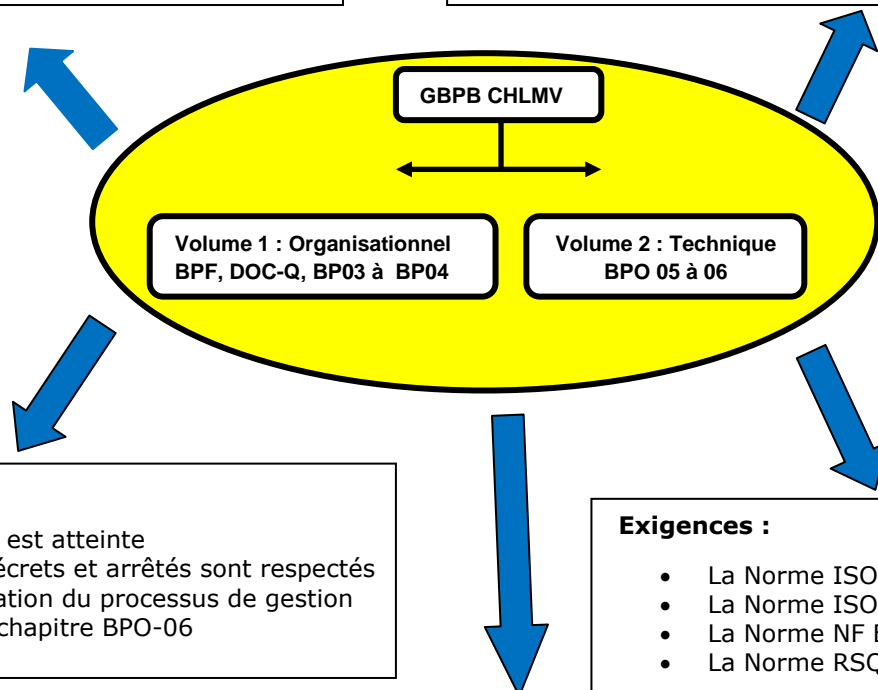 GBPB CHLMV
Volume 1 : Organisationnel
BPF, DOC-Q, BP03 à BP04
Volume 2 : Technique
BPO 05 à 06
est atteinte
écrets et arrêtés sont respectés
ation du processus de gestion
chapitre BPO-06
Exigences :
• La Norme ISO
• La Norme ISO
• La Norme NF
• La Norme RSQ